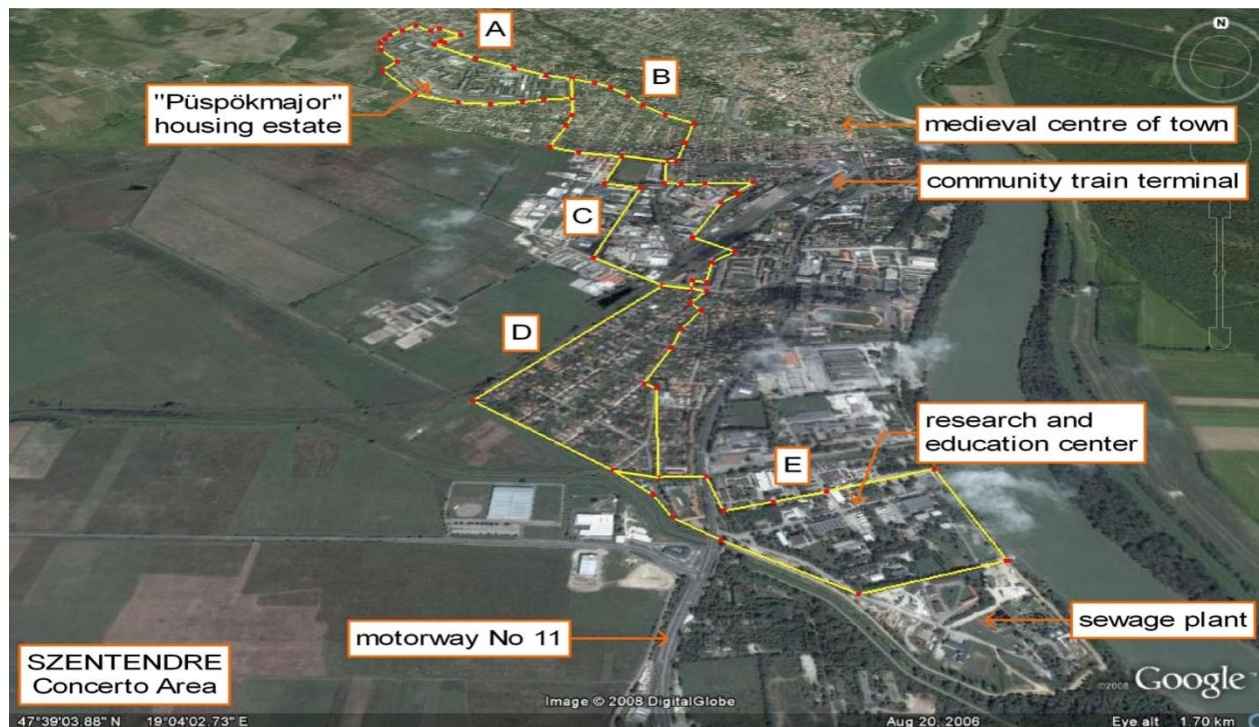 N
A
B
"Püspökmajor"
housing estate
medieval centre of town
community train terminal
C
D
research and
education center
E
sewage plant
motorway No 11
SZENTENDRE
Concerto Area
©2008 Google
Image © 2008 DigitalGlobe
47°39'03.88" N 19°04'02.73" E
Aug 20, 2006
Eye alt 1.70 km